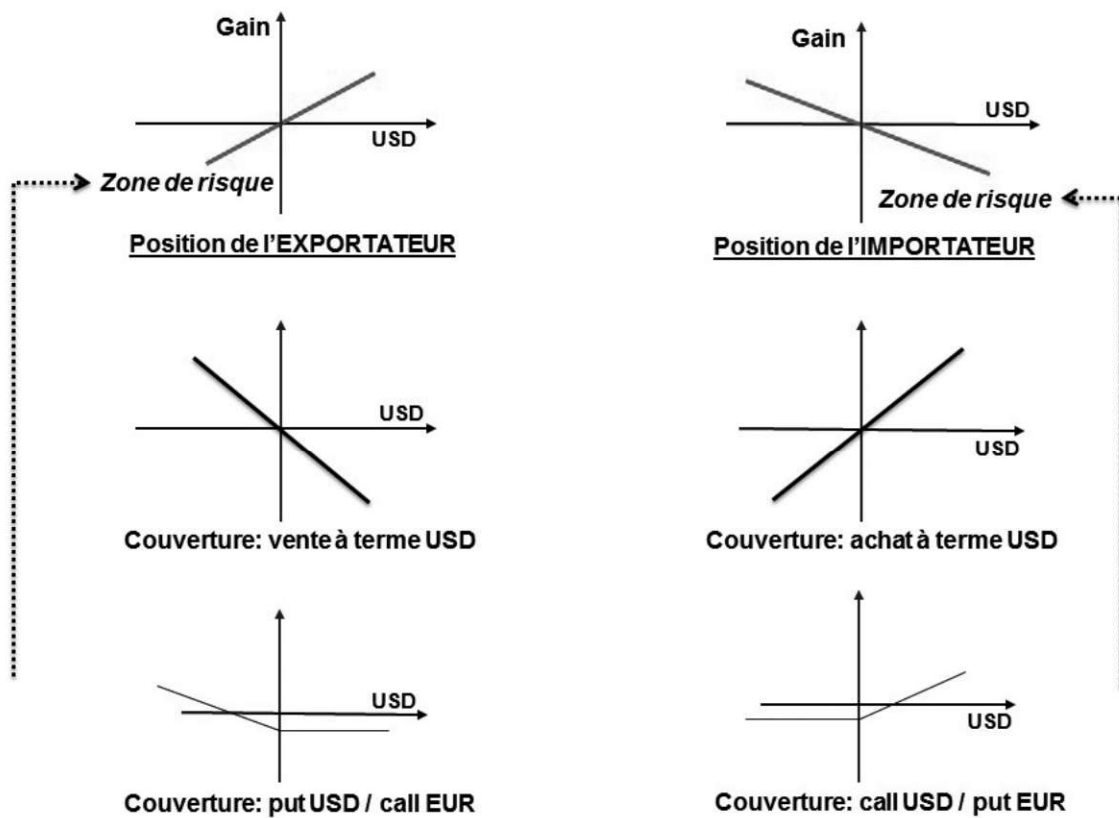 Gain
USD
Zone de risque
Position de l'EXPORTATEUR
Gain
USD
Zone de risque
Position de l'IMPORTATEUR
USD
Couverture: vente à terme USD
USD
Couverture: achat à terme USD
USD
Couverture: put USD / call EUR
USD
Couverture: call USD / put EUR